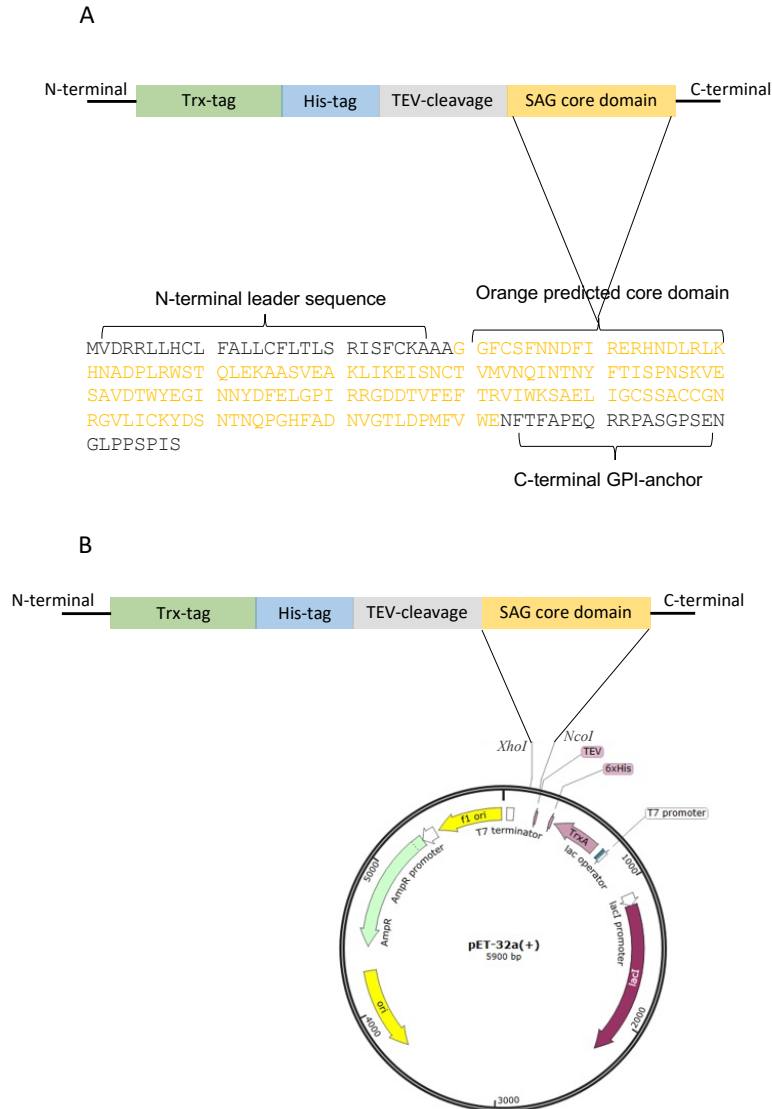 A
N-terminal Trx-tag His-tag TEV-cleavage SAG core domain C-terminal
N-terminal leader sequence Orange predicted core domain
MVDRRLLHCL FALLCFLTLS RISFCKAAAG GFCSFNNDFI RERHNDLRLK
HNADPLRWST QLEKAASVEA KLIKEISNCT VMVNQINTNY FTISPNSKVE
SAVDTWYEGI NNYDFELGPI RRGDDTVFEF TRVIWKSAEL IGCSSACCGN
RGVLICKYDS NTNQPGHFAD NVGTLDPMFV WENFTFAPEQ RRPASGPSEN
GLPPSPIS
C-terminal GPI-anchor
B
N-terminal Trx-tag His-tag TEV-cleavage SAG core domain C-terminal
XhoI NcoI
TEV
6xHis
T7 promoter
f1 ori
T7 terminator
TrxA
lac operator
1000
AmpR promoter
5000
AmpR
lacI promoter
pET-32a(+)
5900 bp
lacI
ori
4000
2000
3000